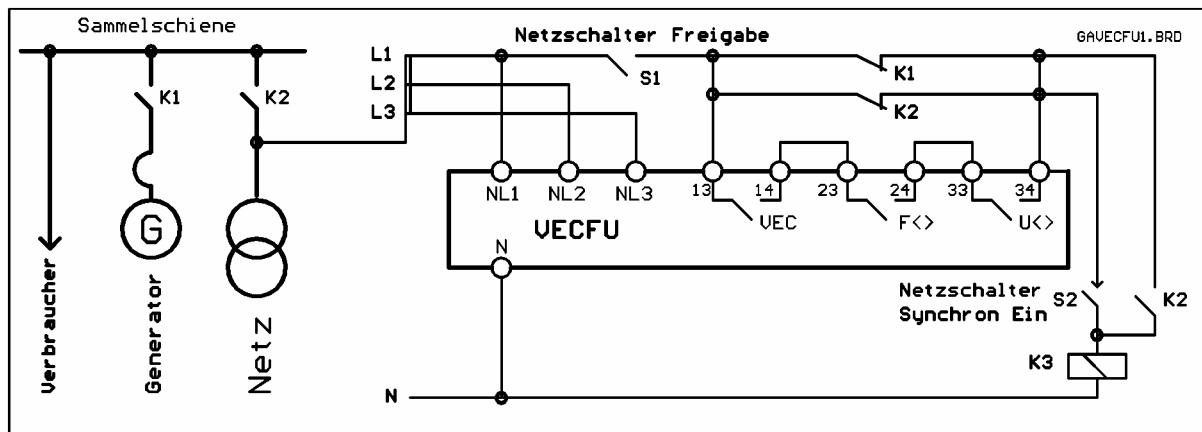 Sammelschiene
Netzschalter Freigabe
GAVECFU1.BRD
L1
L2
L3
S1
K1
K2
K1
K2
NL1
NL2
NL3
13
14
23
24
33
34
VECFU
VEC
F<>
U<>
N
G
Verbraucher
Generator
Netz
Netzschalter
Synchron Ein
S2
K2
K3
N